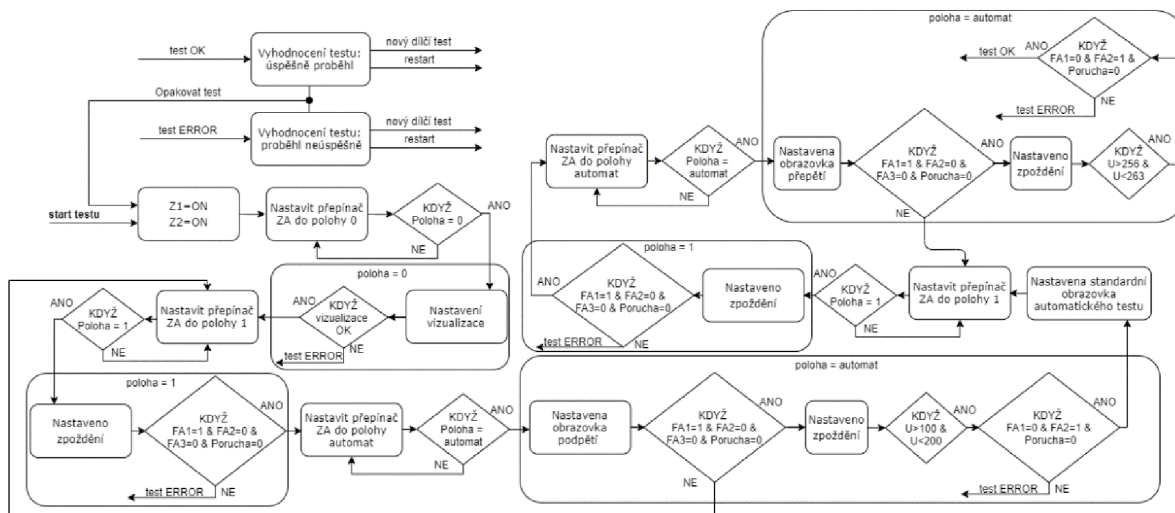 test OK
Vyhodnocení testu:
úspěšně proběhl
nový dílčí test
restart
Opakovat test
test ERROR
Vyhodnocení testu:
proběhl neúspěšně
nový dílčí test
restart
start testu
Z1=ON
Z2=ON
Nastavit přepínač
ZA do polohy 0
KDYŽ
Poloha = 0
ANO
NE
poloha = 0
Nastavení
vizualizace
KDYŽ
vizualizace
OK
ANO
NE
test ERROR
Nastavit přepínač
ZA do polohy 1
KDYŽ
Poloha = 1
ANO
NE
poloha = 1
Nastaveno
zpoždění
KDYŽ
FA1=1 & FA2=0 &
FA3=0 & Porucha=0
ANO
NE
test ERROR
Nastavit přepínač
ZA do polohy
automat
KDYŽ
Poloha =
automat
ANO
NE
poloha = automat
Nastavena
obrazovka
podpětí
KDYŽ
FA1=1 & FA2=0 &
FA3=0 & Porucha=0
ANO
NE
Nastaveno
zpoždění
KDYŽ
U>100 &
U<200
ANO
KDYŽ
FA1=0 & FA2=1 &
Porucha=0
ANO
NE
test ERROR
Nastavena standardní
obrazovka
automatického testu
Nastavit přepínač
ZA do polohy 1
KDYŽ
Poloha = 1
ANO
NE
poloha = 1
Nastaveno
zpoždění
KDYŽ
FA1=1 & FA2=0 &
FA3=0 & Porucha=0
ANO
NE
test ERROR
Nastavit přepínač
ZA do polohy
automat
KDYŽ
Poloha =
automat
ANO
NE
poloha = automat
Nastavena
obrazovka
přepětí
KDYŽ
FA1=1 & FA2=0 &
FA3=0 & Porucha=0
ANO
NE
Nastaveno
zpoždění
KDYŽ
U>256 &
U<263
ANO
KDYŽ
FA1=0 & FA2=1 &
Porucha=0
ANO
test OK
NE
test ERROR